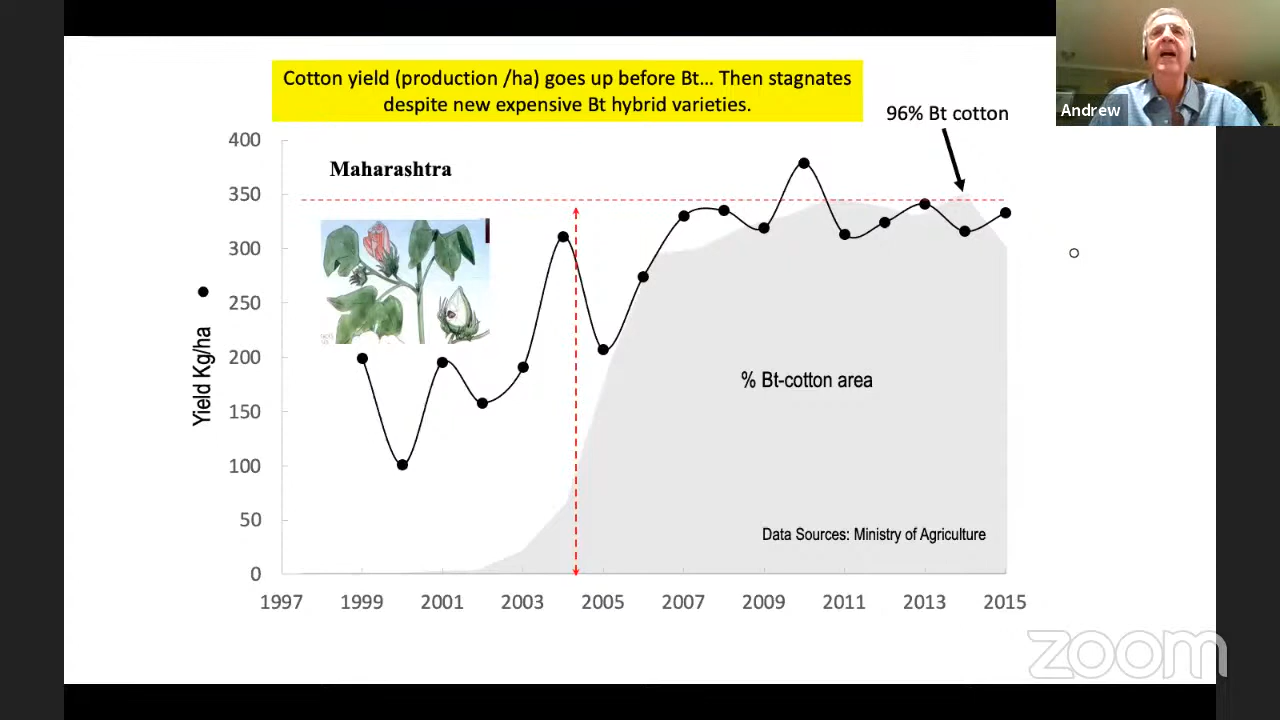 Cotton yield (production /ha) goes up before Bt... Then stagnates
despite new expensive Bt hybrid varieties.
Andrew
96% Bt cotton
400
Maharashtra
350
300
250
200
150
100
50
0
Yield Kg/ha
% Bt-cotton area
Data Sources: Ministry of Agriculture
1997 1999 2001 2003 2005 2007 2009 2011 2013 2015
zoom